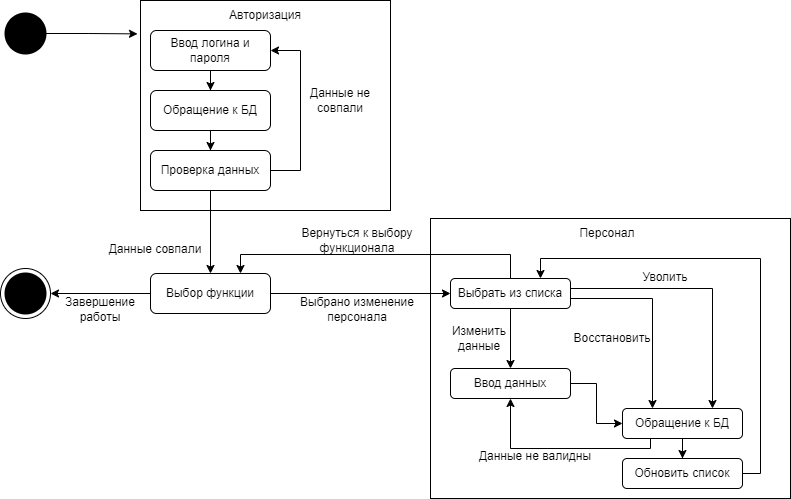 Авторизация
Ввод логина и
пароля
Данные не
совпали
Обращение к БД
Проверка данных
Данные совпали
Вернуться к выбору
функционала
Персонал
Выбор функции
Завершение
работы
Выбрано изменение
персонала
Выбрать из списка
Уволить
Изменить
данные
Восстановить
Ввод данных
Обращение к БД
Данные не валидны
Обновить список